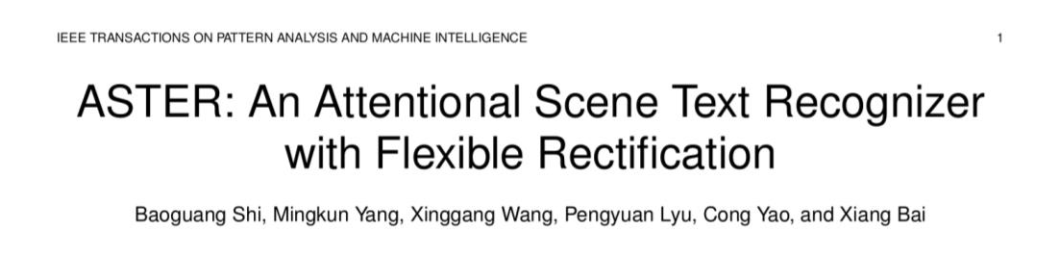 IEEE TRANSACTIONS ON PATTERN ANALYSIS AND MACHINE INTELLIGENCE 1
ASTER: An Attentional Scene Text Recognizer
with Flexible Rectification
Baoguang Shi, Mingkun Yang, Xinggang Wang, Pengyuan Lyu, Cong Yao, and Xiang Bai